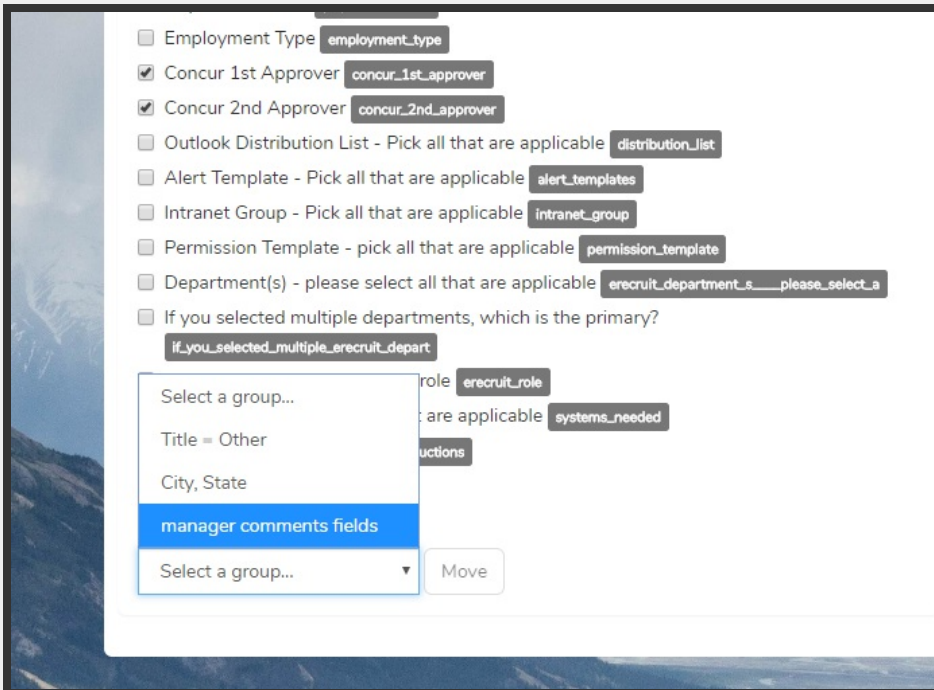 Employment Type employment_type
Concur 1st Approver concur_1st_approver
Concur 2nd Approver concur_2nd_approver
Outlook Distribution List - Pick all that are applicable distribution_list
Alert Template - Pick all that are applicable alert_templates
Intranet Group - Pick all that are applicable intranet_group
Permission Template - pick all that are applicable permission_template
Department(s) - please select all that are applicable erecruit_department_s____please_select_a
If you selected multiple departments, which is the primary?
if_you_selected_multiple_erecruit_depart
role erecruit_role
are applicable systems_needed
Select a group...
Title = Other
City, State
manager comments fields
Select a group... Move